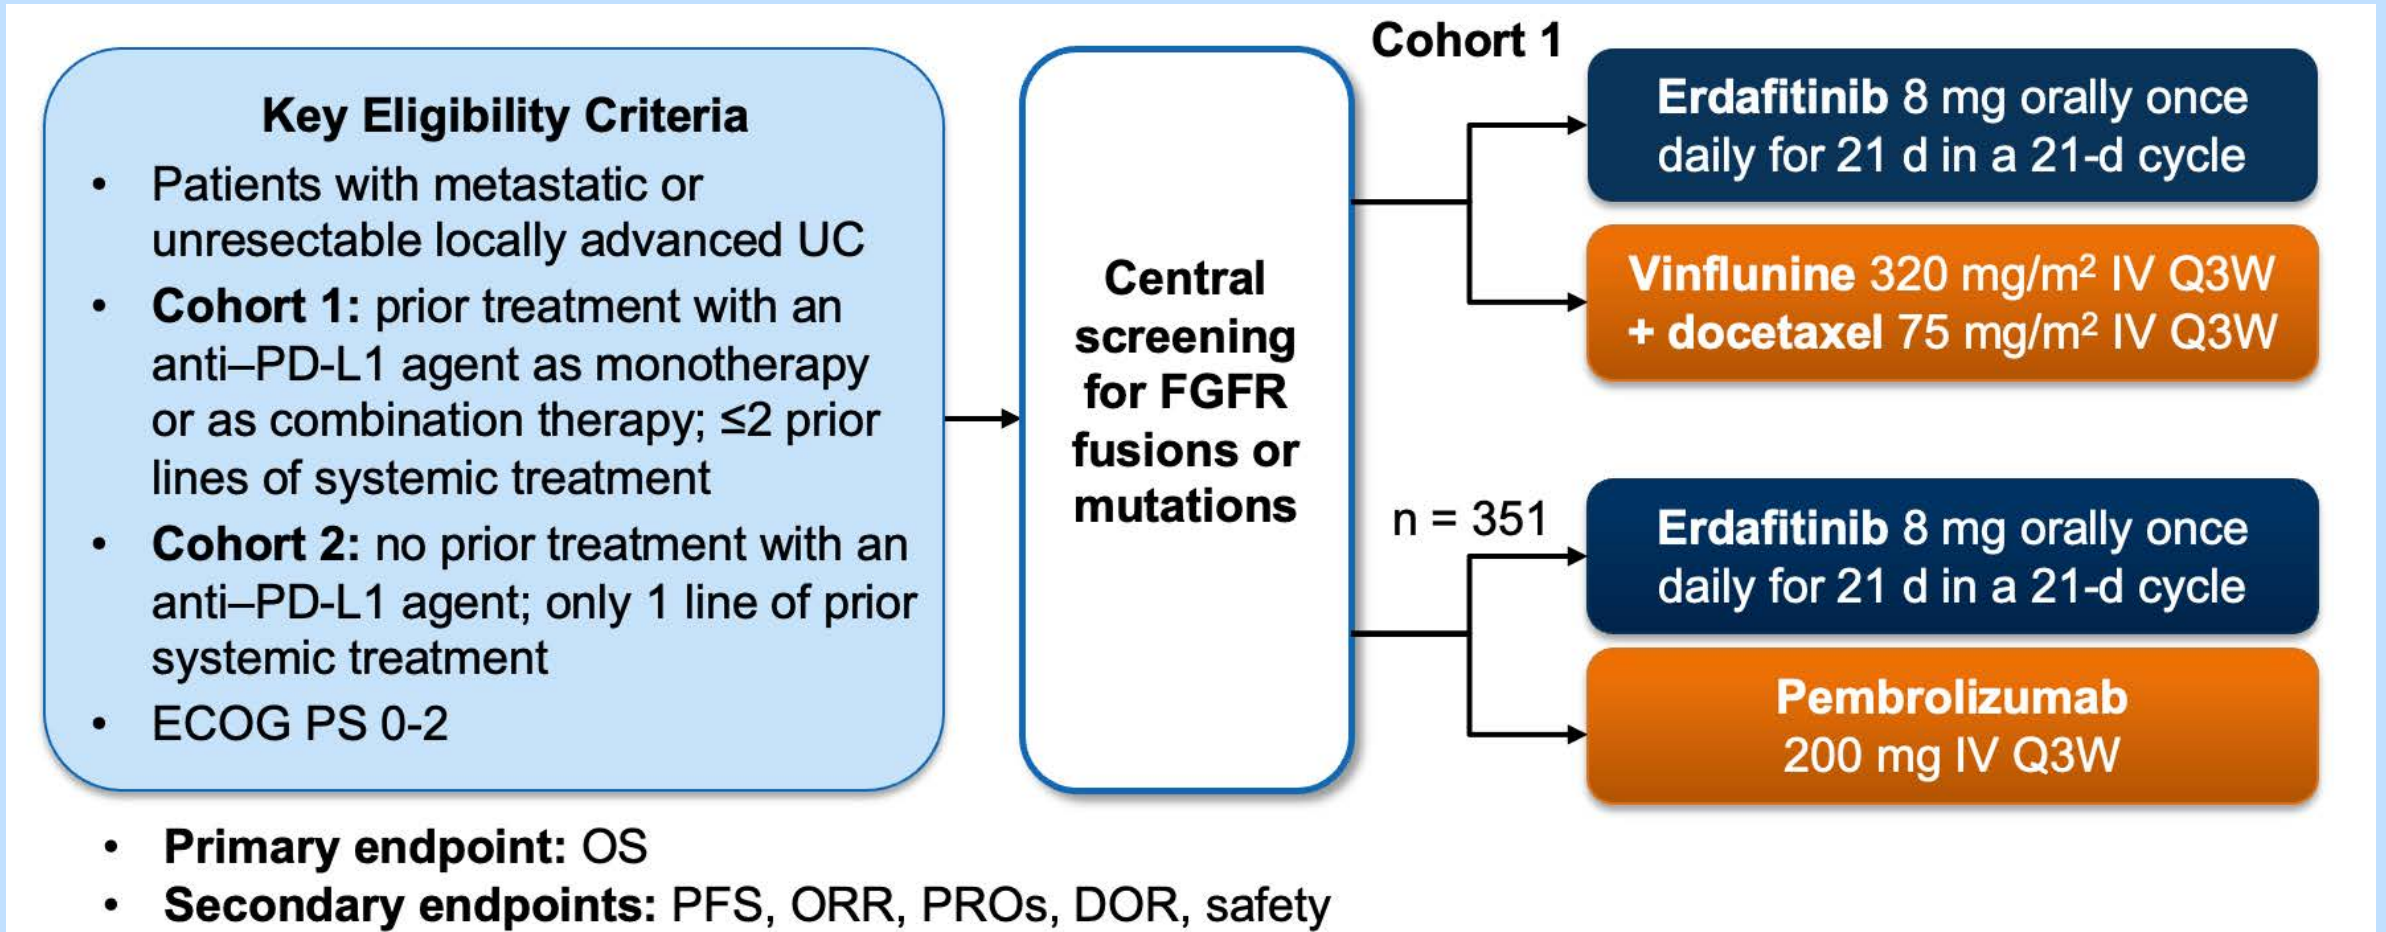 Key Eligibility Criteria
• Patients with metastatic or
unresectable locally advanced UC
• Cohort 1: prior treatment with an
anti–PD-L1 agent as monotherapy
or as combination therapy; ≤2 prior
lines of systemic treatment
• Cohort 2: no prior treatment with an
anti–PD-L1 agent; only 1 line of prior
systemic treatment
• ECOG PS 0-2
Central
screening
for FGFR
fusions or
mutations
Cohort 1
Erdafitinib 8 mg orally once
daily for 21 d in a 21-d cycle
Vinflunine 320 mg/m² IV Q3W
+ docetaxel 75 mg/m² IV Q3W
n = 351
Erdafitinib 8 mg orally once
daily for 21 d in a 21-d cycle
Pembrolizumab
200 mg IV Q3W
• Primary endpoint: OS
• Secondary endpoints: PFS, ORR, PROs, DOR, safety